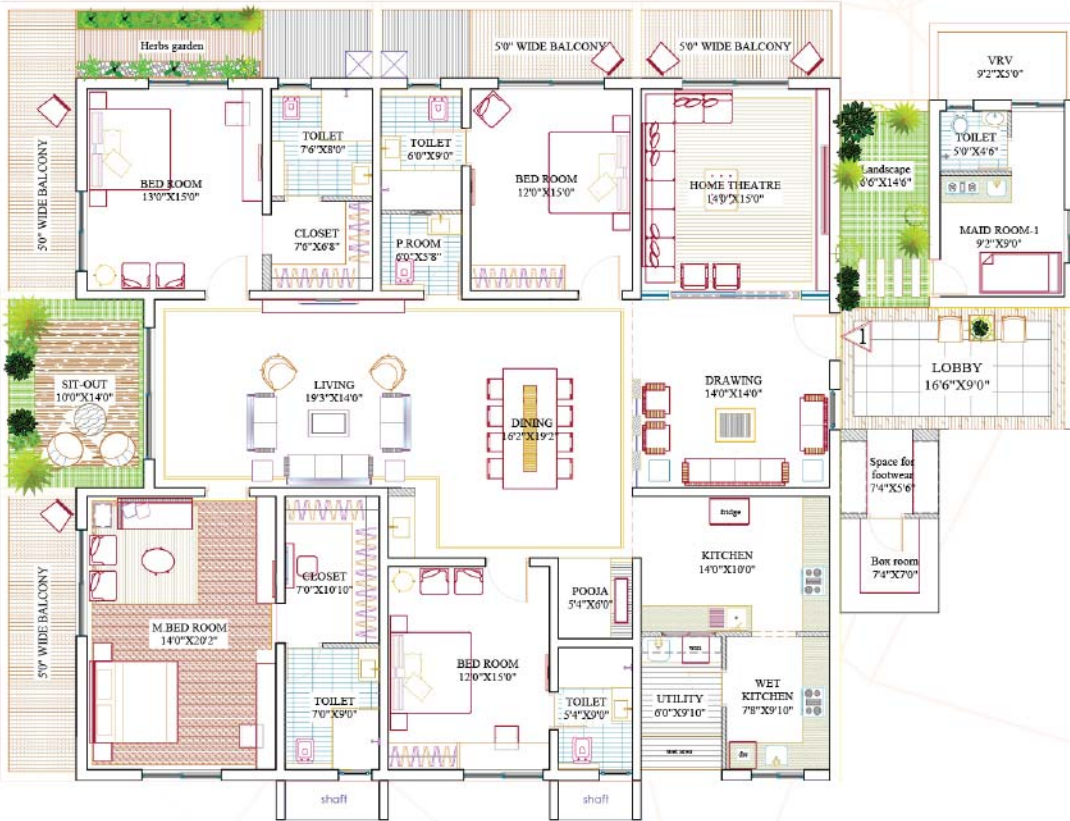 Herbs garden
5'0" WIDE BALCONY
5'0" WIDE BALCONY
VRV
9'2"X5'0"
5'0" WIDE BALCONY
BED ROOM
13'0"X15'0"
TOILET
7'6"X8'0"
TOILET
6'0"X9'0"
BED ROOM
12'0"X15'0"
HOME THEATRE
14'0"X15'0"
Landscape
6'6"X14'6"
TOILET
5'0"X4'6"
MAID ROOM-1
9'2"X9'0"
CLOSET
7'6"X6'8"
P.ROOM
6'0"X5'8"
1
LOBBY
16'6"X9'0"
SIT-OUT
10'0"X14'0"
LIVING
19'3"X14'0"
DINING
16'2"X19'2"
DRAWING
14'0"X14'0"
Space for
footwear
7'4"X5'6"
Box room
7'4"X7'0"
fridge
KITCHEN
14'0"X10'0"
5'0" WIDE BALCONY
M.BED ROOM
14'0"X20'2"
CLOSET
7'0"X10'10"
POOJA
5'4"X6'0"
BED ROOM
12'0"X15'0"
TOILET
7'0"X9'0"
TOILET
5'4"X9'0"
UTILITY
6'0"X9'10"
WET
KITCHEN
7'8"X9'10"
dw
shaft
shaft